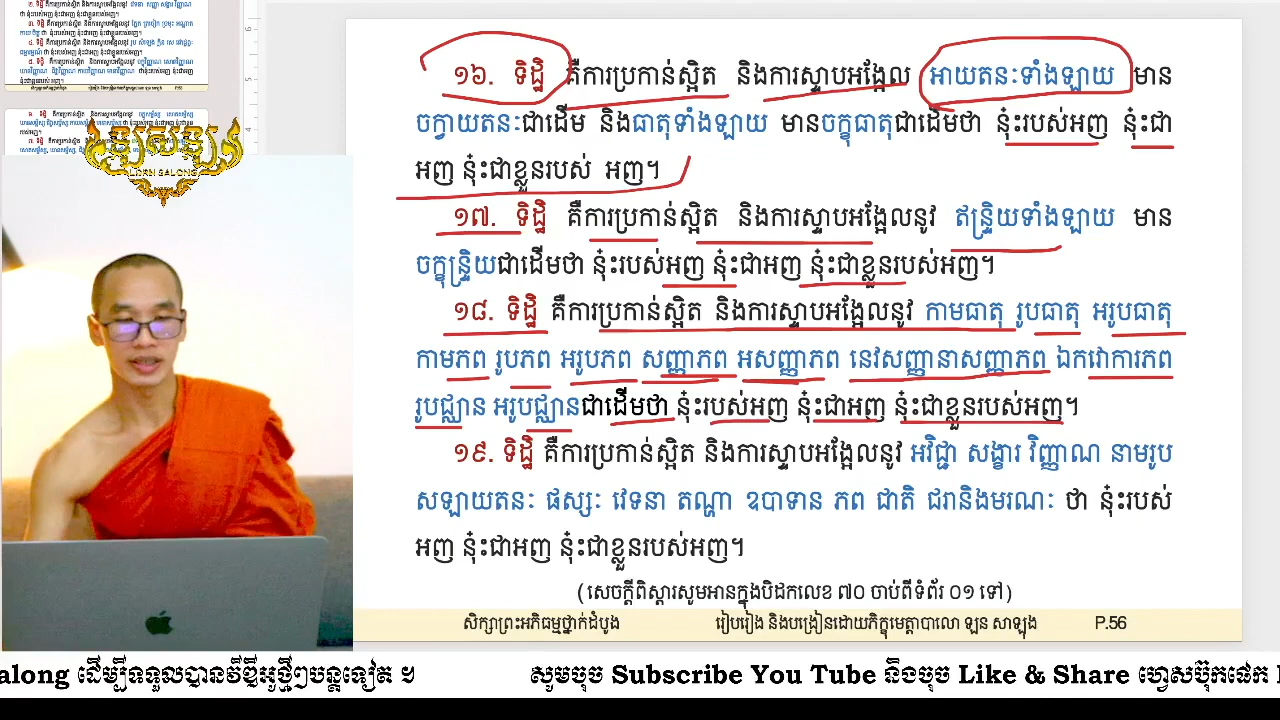 ១៦. ទិដ្ឋិ គឺការប្រកាន់ស្អិត និងការស្ទាបអង្អែល អាយតនៈទាំងឡាយ មាន
ចក្ខាយតនៈជាដើម និងធាតុទាំងឡាយ មានចក្ខុធាតុជាដើមថា នុ៎ះរបស់អញ នុ៎ះជា
អញ នុ៎ះជាខ្លួនរបស់ អញ។
១៧. ទិដ្ឋិ គឺការប្រកាន់ស្អិត និងការស្ទាបអង្អែលនូវ ឥន្ទ្រិយទាំងឡាយ មាន
ចក្ខុន្ទ្រិយជាដើមថា នុ៎ះរបស់អញ នុ៎ះជាអញ នុ៎ះជាខ្លួនរបស់អញ។
១៨. ទិដ្ឋិ គឺការប្រកាន់ស្អិត និងការស្ទាបអង្អែលនូវ កាមធាតុ រូបធាតុ អរូបធាតុ
កាមភព រូបភព អរូបភព សញ្ញាភព អសញ្ញាភព នេវសញ្ញានាសញ្ញាភព ឯកវោការភព
រូបជ្ឈាន អរូបជ្ឈានជាដើមថា នុ៎ះរបស់អញ នុ៎ះជាអញ នុ៎ះជាខ្លួនរបស់អញ។
១៩. ទិដ្ឋិ គឺការប្រកាន់ស្អិត និងការស្ទាបអង្អែលនូវ អវិជ្ជា សង្ខារ វិញ្ញាណ នាមរូប
សឡាយតនៈ ផស្សៈ វេទនា តណ្ហា ឧបាទាន ភព ជាតិ ជរានិងមរណៈ ថា នុ៎ះរបស់
អញ នុ៎ះជាអញ នុ៎ះជាខ្លួនរបស់អញ។
(សេចក្តីពិស្តារសូមអានក្នុងបិដកលេខ ៧០ ចាប់ពីទំព័រ ០១ ទៅ)
សិក្សាព្រះអភិធម្មថ្នាក់ដំបូង រៀបរៀង និងបង្រៀនដោយភិក្ខុមេត្តាបាលោ ឡន សាឡុង P.56
ឡន សាឡុង
LORN SALONG
along ដើម្បីទទួលបានវីឌីអូថ្មីៗបន្តទៀត ។ សូមចុច Subscribe You Tube និងចុច Like & Share ហ្វេសប៊ុកផេក